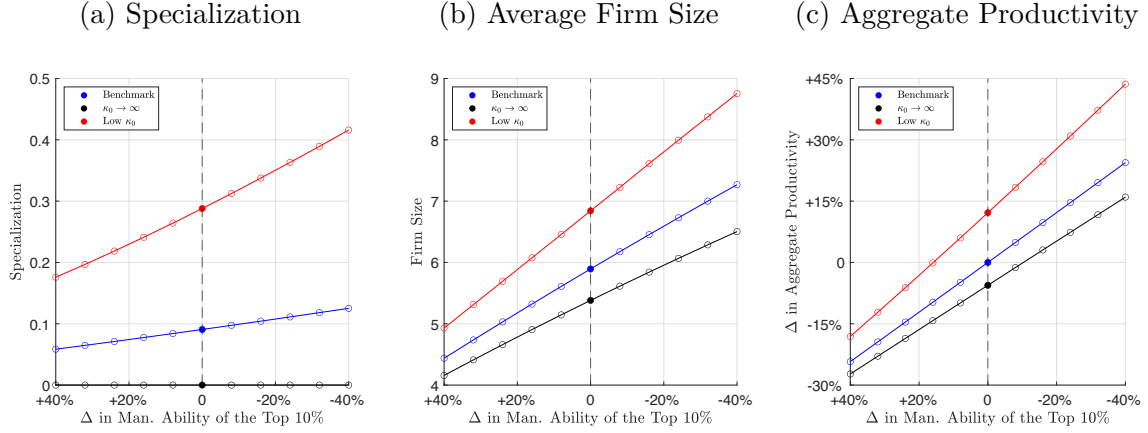 (a) Specialization
0.5
0.4
0.3
0.2
0.1
0
Specialization
Benchmark
κ₀ → ∞
Low κ₀
+40%
+20%
0
-20%
-40%
Δ in Man. Ability of the Top 10%
(b) Average Firm Size
9
8
7
6
5
4
Firm Size
Benchmark
κ₀ → ∞
Low κ₀
+40%
+20%
0
-20%
-40%
Δ in Man. Ability of the Top 10%
(c) Aggregate Productivity
+45%
+30%
+15%
0
-15%
-30%
Δ in Aggregate Productivity
Benchmark
κ₀ → ∞
Low κ₀
+40%
+20%
0
-20%
-40%
Δ in Man. Ability of the Top 10%